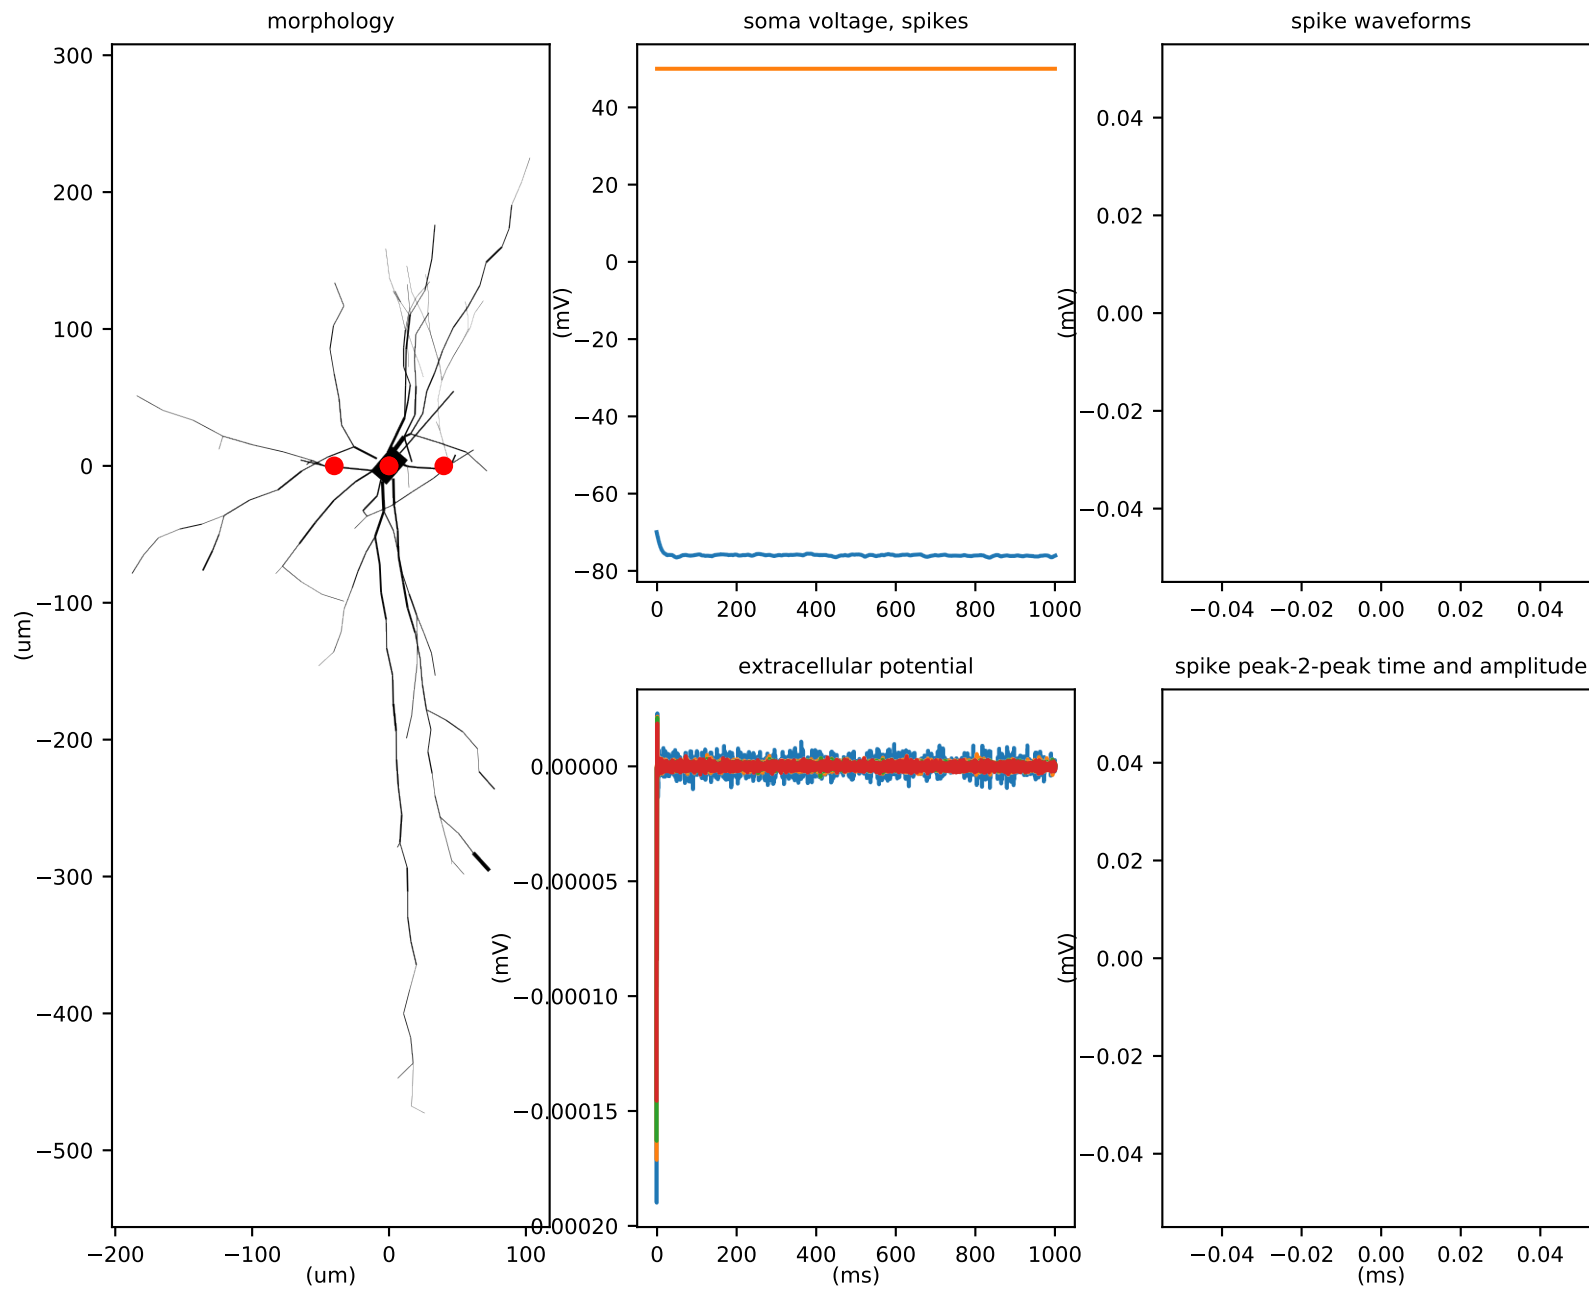 morphology
300
200
100
0
−100
−200
−300
−400
−500
(um)
−200 −100 0 100
(um)
soma voltage, spikes
40
20
0
−20
−40
−60
−80
(mV)
0 200 400 600 800 1000
spike waveforms
0.04
0.02
0.00
−0.02
−0.04
(mV)
−0.04 −0.02 0.00 0.02 0.04
extracellular potential
0.00000
−0.00005
−0.00010
−0.00015
−0.00020
(mV)
0 200 400 600 800 1000
(ms)
spike peak-2-peak time and amplitude
0.04
0.02
0.00
−0.02
−0.04
(mV)
−0.04 −0.02 0.00 0.02 0.04
(ms)